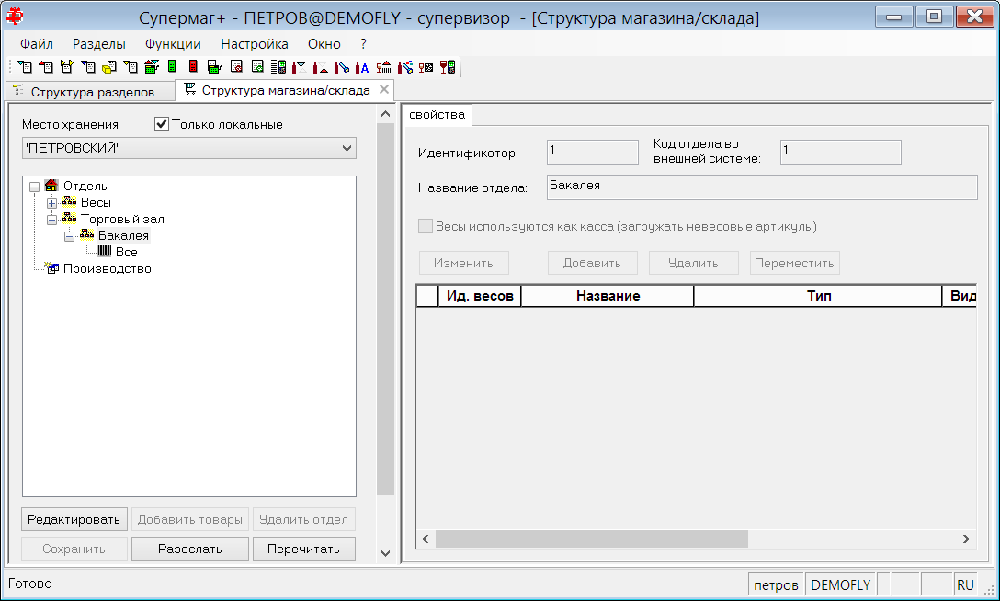 Супермаг+ - ПЕТРОВ@DEMOFLY - супервизор - [Структура магазина/склада]
Файл Разделы Функции Настройка Окно ?
Структура разделов Структура магазина/склада
Место хранения Только локальные
'ПЕТРОВСКИЙ'
Отделы
Весы
Торговый зал
Бакалея
Все
Производство
Редактировать Добавить товары Удалить отдел
Сохранить Разослать Перечитать
свойства
Идентификатор: 1 Код отдела во внешней системе: 1
Название отдела: Бакалея
Весы используются как касса (загружать невесовые артикулы)
Изменить Добавить Удалить Переместить
Ид. весов Название Тип Вид
Готово петров DEMOFLY RU